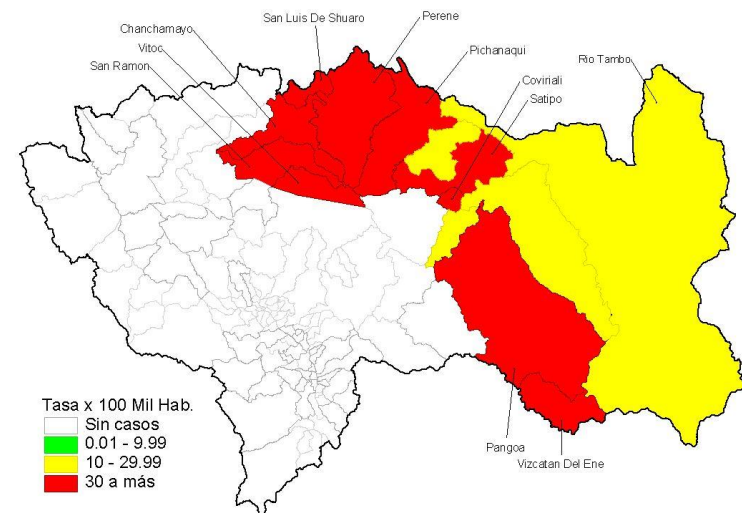 San Luis De Shuaro
Perene
Chanchamayo
Vitoc
San Ramon
Pichanaqui
Coviriali
Satipo
Rio Tambo
Tasa x 100 Mil Hab.
Sin casos
0.01 - 9.99
10 - 29.99
30 a más
Pangoa
Vizcatan Del Ene